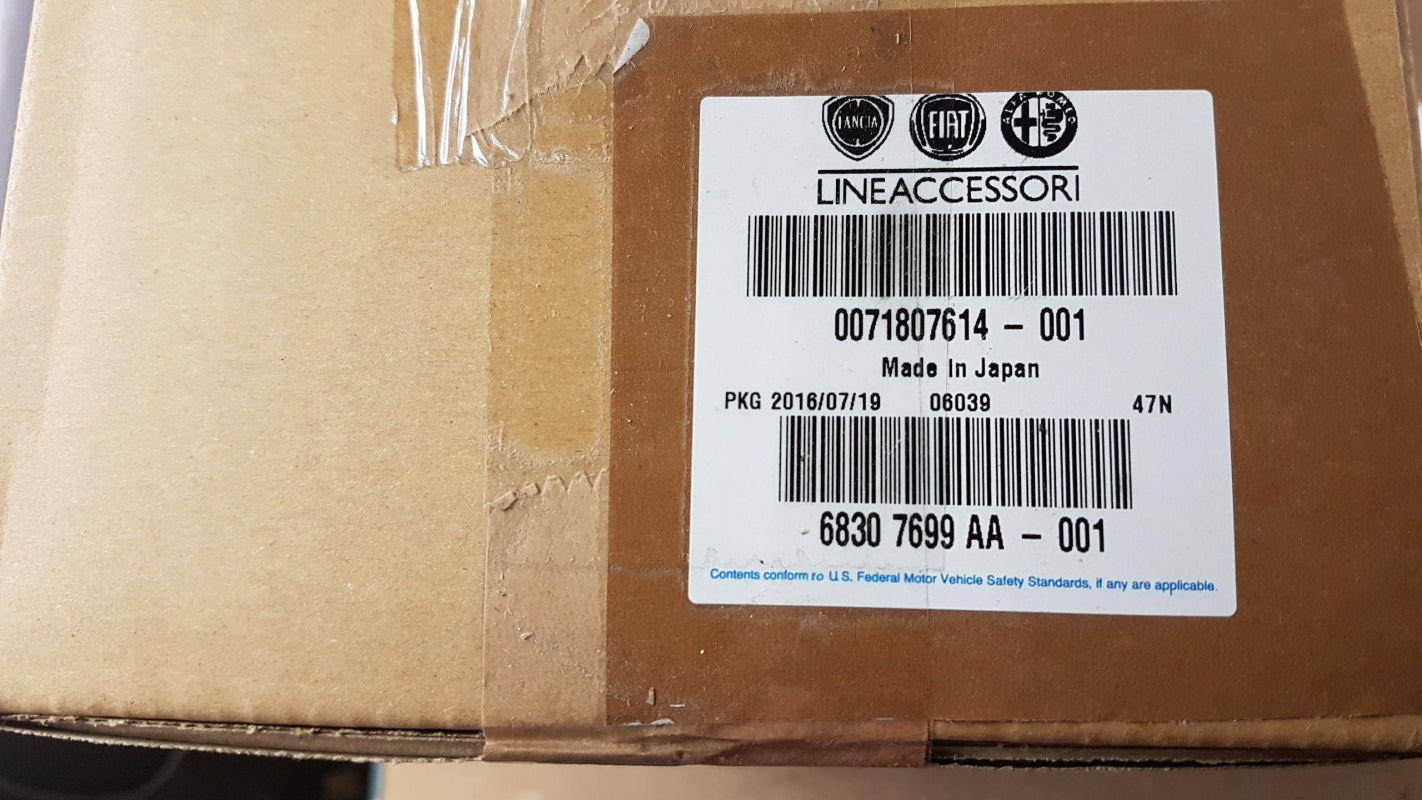 LANCIA FIAT ALFA ROMEO
LINEACCESSORI
0071807614 - 001
Made In Japan
PKG 2016/07/19 06039 47N
6830 7699 AA - 001
Contents conform to U.S. Federal Motor Vehicle Safety Standards, if any are applicable.